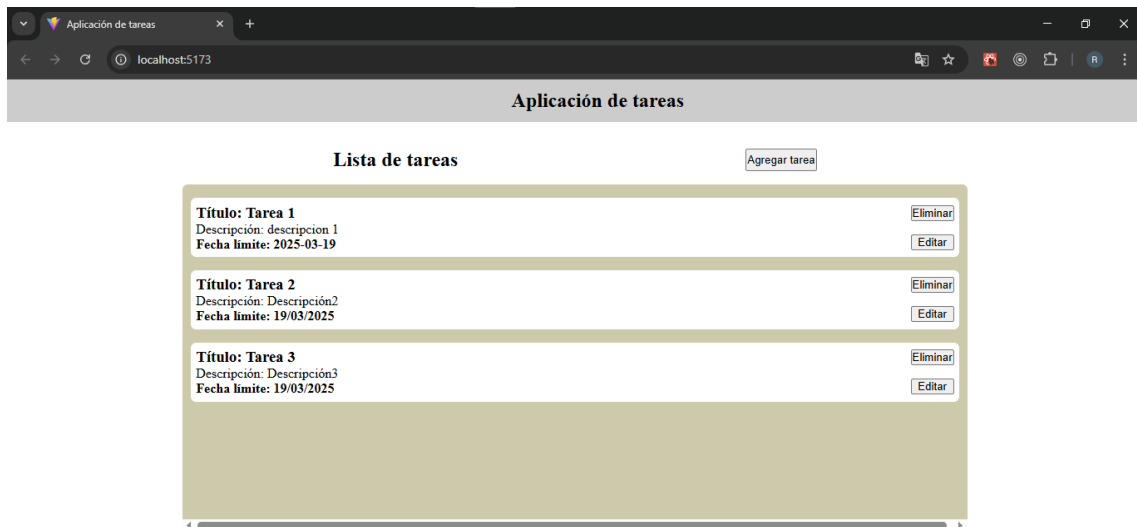 Aplicación de tareas
localhost:5173
R
Aplicación de tareas
Lista de tareas
Agregar tarea
Título: Tarea 1
Eliminar
Descripción: descripcion 1
Fecha límite: 2025-03-19
Editar
Título: Tarea 2
Eliminar
Descripción: Descripción2
Fecha límite: 19/03/2025
Editar
Título: Tarea 3
Eliminar
Descripción: Descripción3
Fecha límite: 19/03/2025
Editar